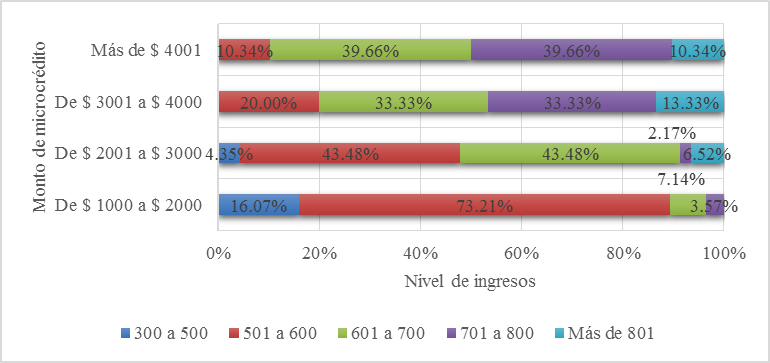 Monto de microcrédito
Más de $ 4001
10.34% 39.66% 39.66% 10.34%
De $ 3001 a $ 4000
20.00% 33.33% 33.33% 13.33%
2.17%
De $ 2001 a $ 3000
4.35% 43.48% 43.48% 6.52%
7.14%
De $ 1000 a $ 2000
16.07% 73.21% 3.57%
0% 20% 40% 60% 80% 100%
Nivel de ingresos
300 a 500 501 a 600 601 a 700 701 a 800 Más de 801